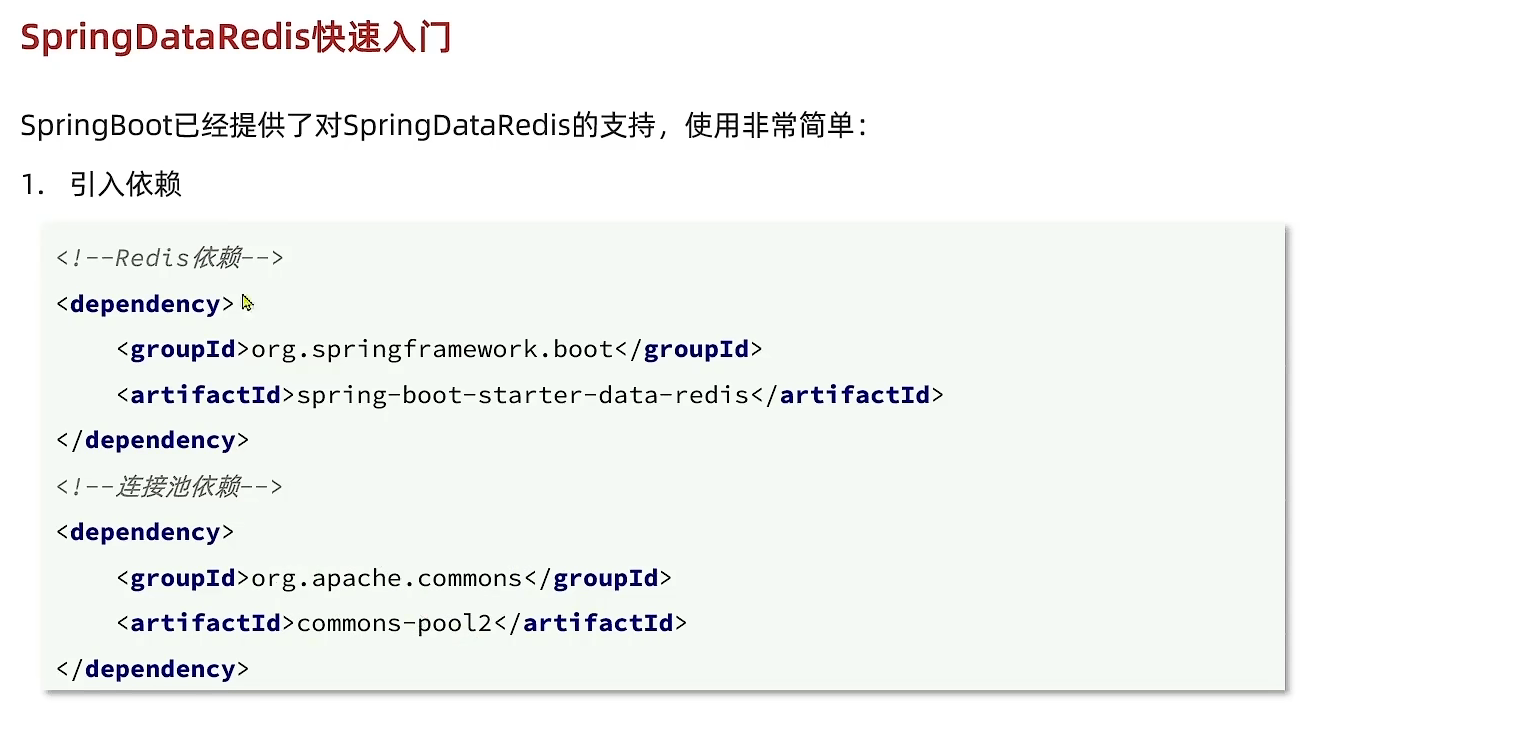 SpringDataRedis快速入门
SpringBoot已经提供了对SpringDataRedis的支持，使用非常简单：
1. 引入依赖
<!--Redis依赖-->
<dependency>
    <groupId>org.springframework.boot</groupId>
    <artifactId>spring-boot-starter-data-redis</artifactId>
</dependency>
<!--连接池依赖-->
<dependency>
    <groupId>org.apache.commons</groupId>
    <artifactId>commons-pool2</artifactId>
</dependency>